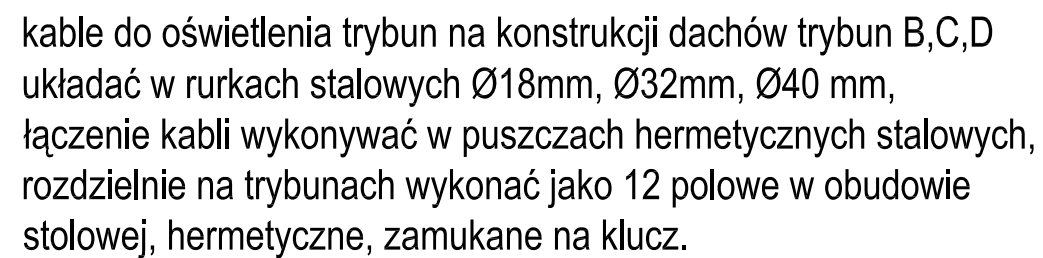 kable do oświetlenia trybun na konstrukcji dachów trybun B,C,D
układać w rurkach stalowych Ø18mm, Ø32mm, Ø40 mm,
łączenie kabli wykonywać w puszczach hermetycznych stalowych,
rozdzielnie na trybunach wykonać jako 12 polowe w obudowie
stolowej, hermetyczne, zamukane na klucz.